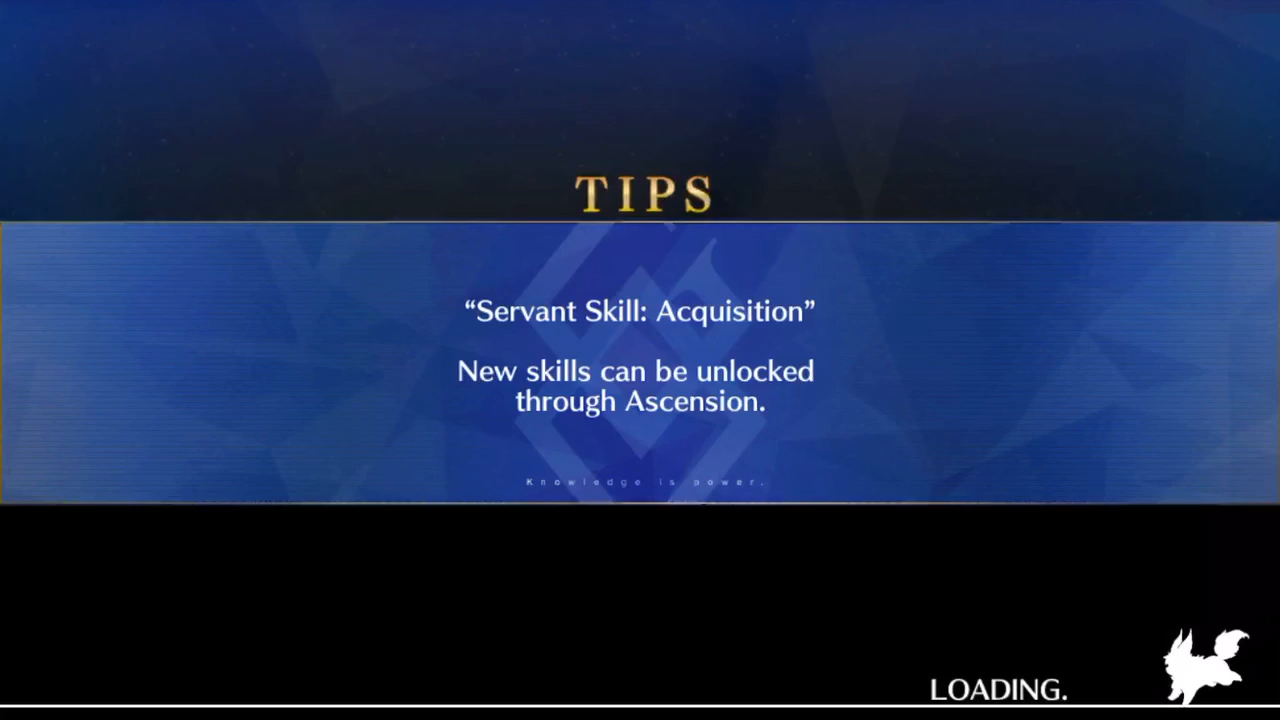 TIPS
“Servant Skill: Acquisition”
New skills can be unlocked
through Ascension.
Knowledge is power.
LOADING.